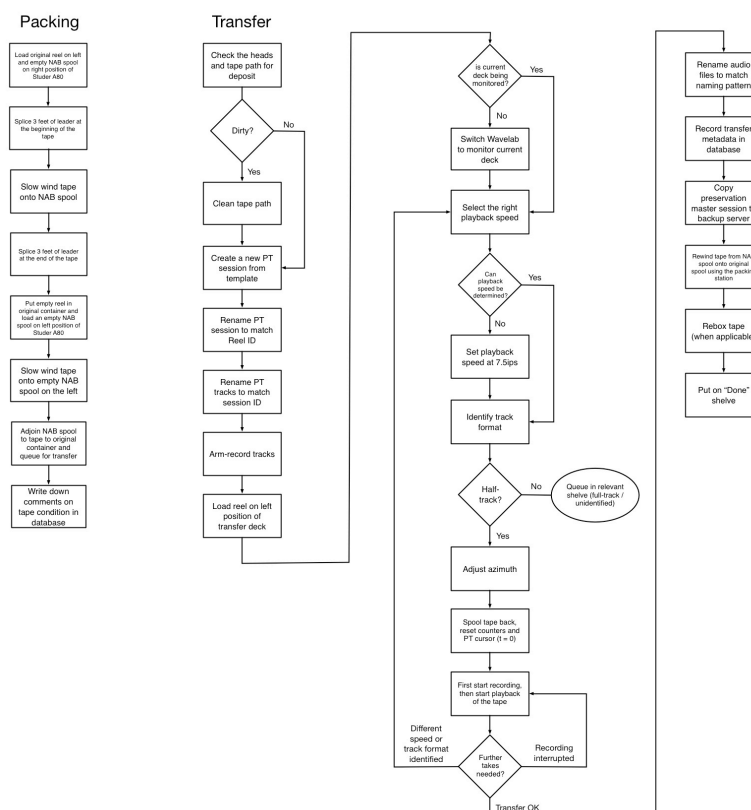 Packing
Load original reel on left
and empty NAB spool
on right position of
Studer A80
Splice 3 feet of leader at
the beginning of the
tape
Slow wind tape
onto NAB spool
Splice 3 feet of leader
at the end of the tape
Put empty reel in
original container and
load an empty NAB
spool on left position of
Studer A80
Slow wind tape
onto empty NAB
spool on the left
Adjoin NAB spool
to tape to original
container and
queue for transfer
Write down
comments on
tape condition in
database
Transfer
Check the heads
and tape path for
deposit
Dirty?
No
Yes
Clean tape path
Create a new PT
session from
template
Rename PT
session to match
Reel ID
Rename PT
tracks to match
session ID
Arm-record tracks
Load reel on left
position of
transfer deck
is current
deck being
monitored?
Yes
No
Switch Wavelab
to monitor current
deck
Select the right
playback speed
Can
playback
speed be
determined?
Yes
No
Set playback
speed at 7.5ips
Identify track
format
Half-
track?
No
Queue in relevant
shelve (full-track /
unidentified)
Yes
Adjust azimuth
Spool tape back,
reset counters and
PT cursor (t = 0)
First start recording,
then start playback
of the tape
Different
speed or
track format
identified
Further
takes
needed?
Recording
interrupted
Transfer OK
Rename audio
files to match
naming pattern
Record transfer
metadata in
database
Copy
preservation
master session t
backup server
Rewind tape from NA
spool onto original
spool using the packin
station
Rebox tape
(when applicable
Put on "Done"
shelve